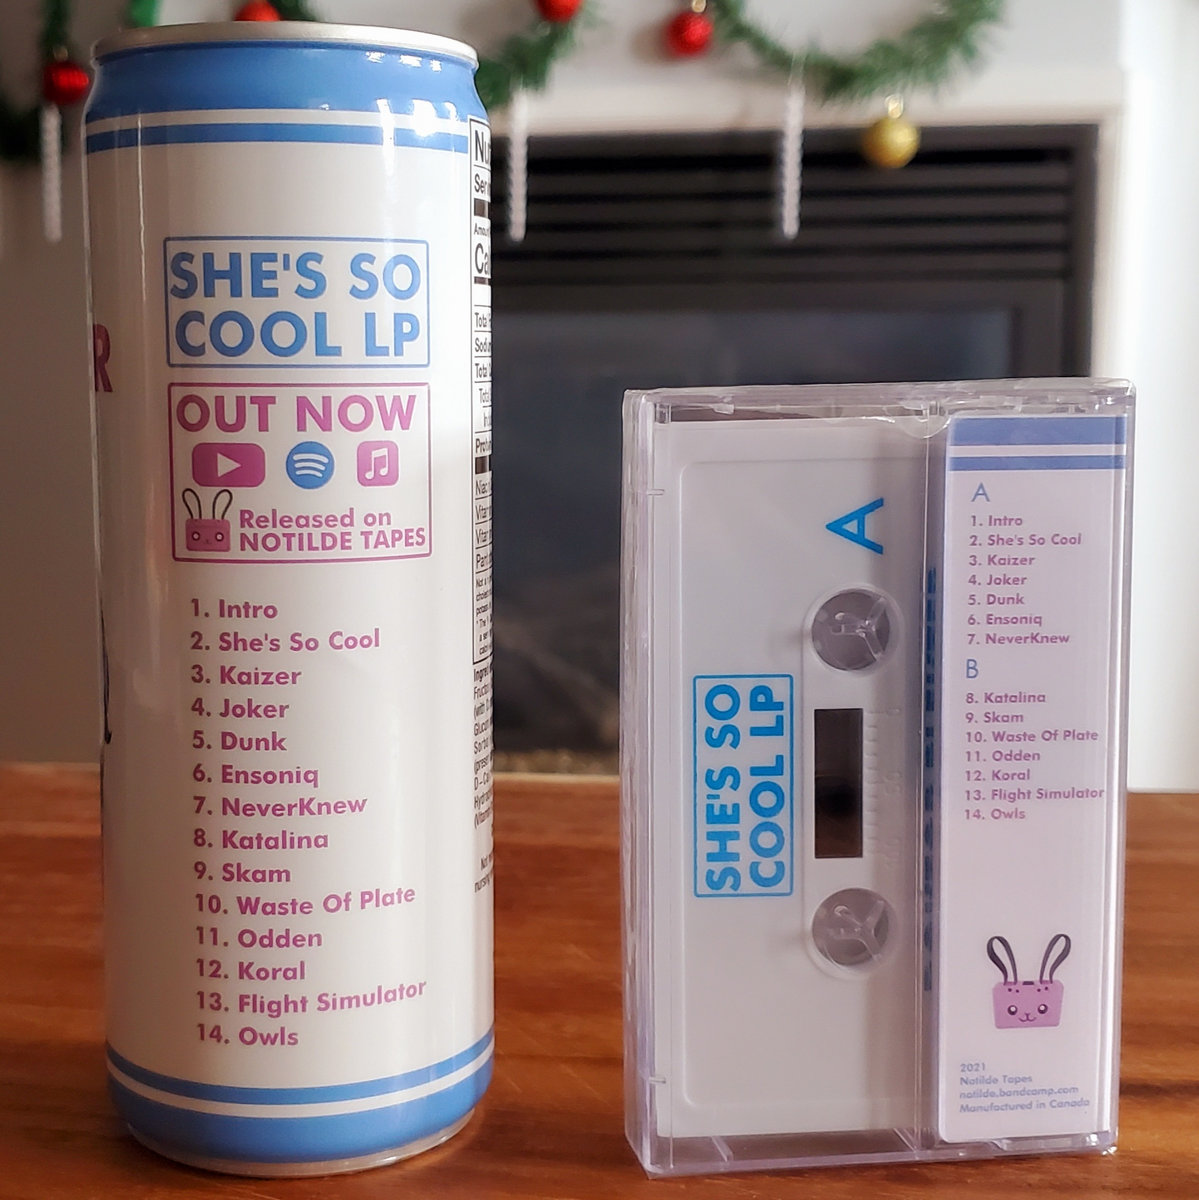 SHE'S SO
COOL LP
OUT NOW
Released on
NOTILDE TAPES
1. Intro
2. She's So Cool
3. Kaizer
4. Joker
5. Dunk
6. Ensoniq
7. NeverKnew
8. Katalina
9. Skam
10. Waste Of Plate
11. Odden
12. Koral
13. Flight Simulator
14. Owls
R
A
SHE'S SO
COOL LP
A
1. Intro
2. She's So Cool
3. Kaizer
4. Joker
5. Dunk
6. Ensoniq
7. NeverKnew
B
8. Katalina
9. Skam
10. Waste Of Plate
11. Odden
12. Koral
13. Flight Simulator
14. Owls
2021
Notilde Tapes
notilde.bandcamp.com
Manufactured in Canada